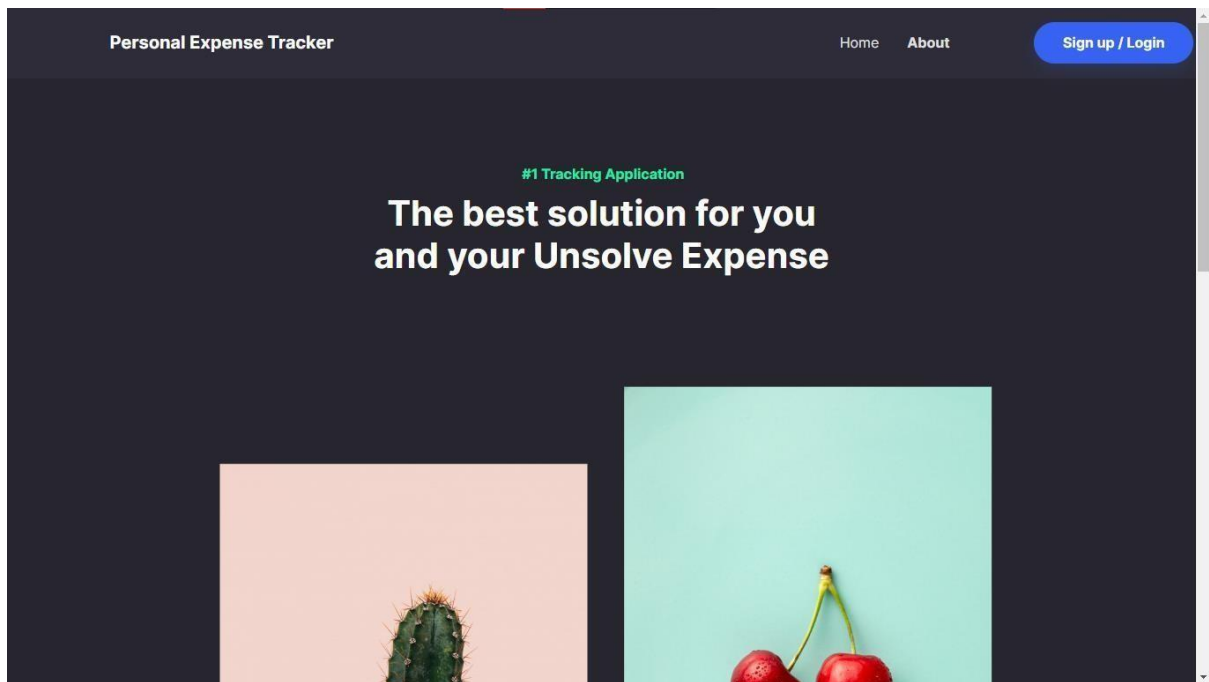 Personal Expense Tracker
Home
About
Sign up / Login
#1 Tracking Application
The best solution for you
and your Unsolve Expense